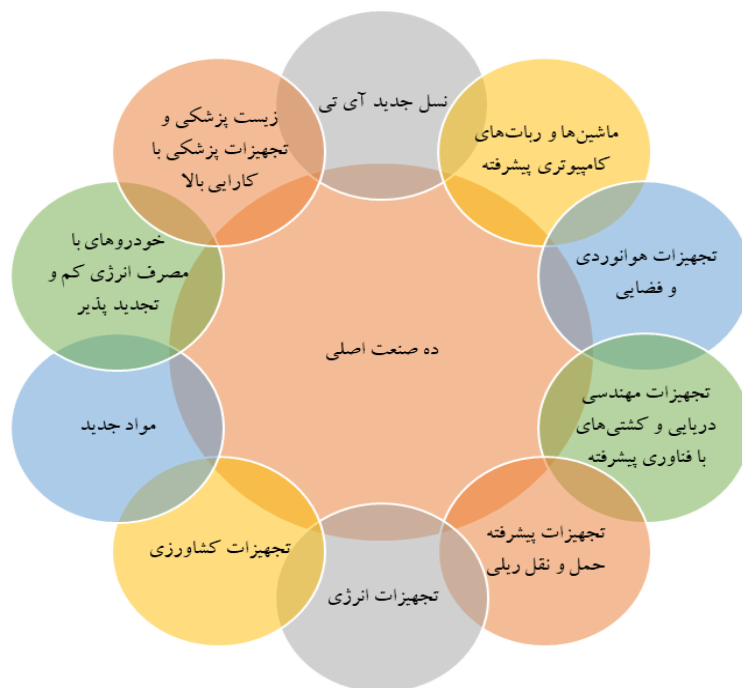 نسل جدید آی تی
ماشین‌ها و ربات‌های
کامپیوتری پیشرفته
تجهیزات هوانوردی
و فضایی
تجهیزات مهندسی
دریایی و کشتی‌های
با فناوری پیشرفته
تجهیزات پیشرفته
حمل و نقل ریلی
تجهیزات انرژی
تجهیزات کشاورزی
مواد جدید
خودروهای با
مصرف انرژی کم و
تجدید پذیر
زیست پزشکی و
تجهیزات پزشکی با
کارایی بالا
ده صنعت اصلی